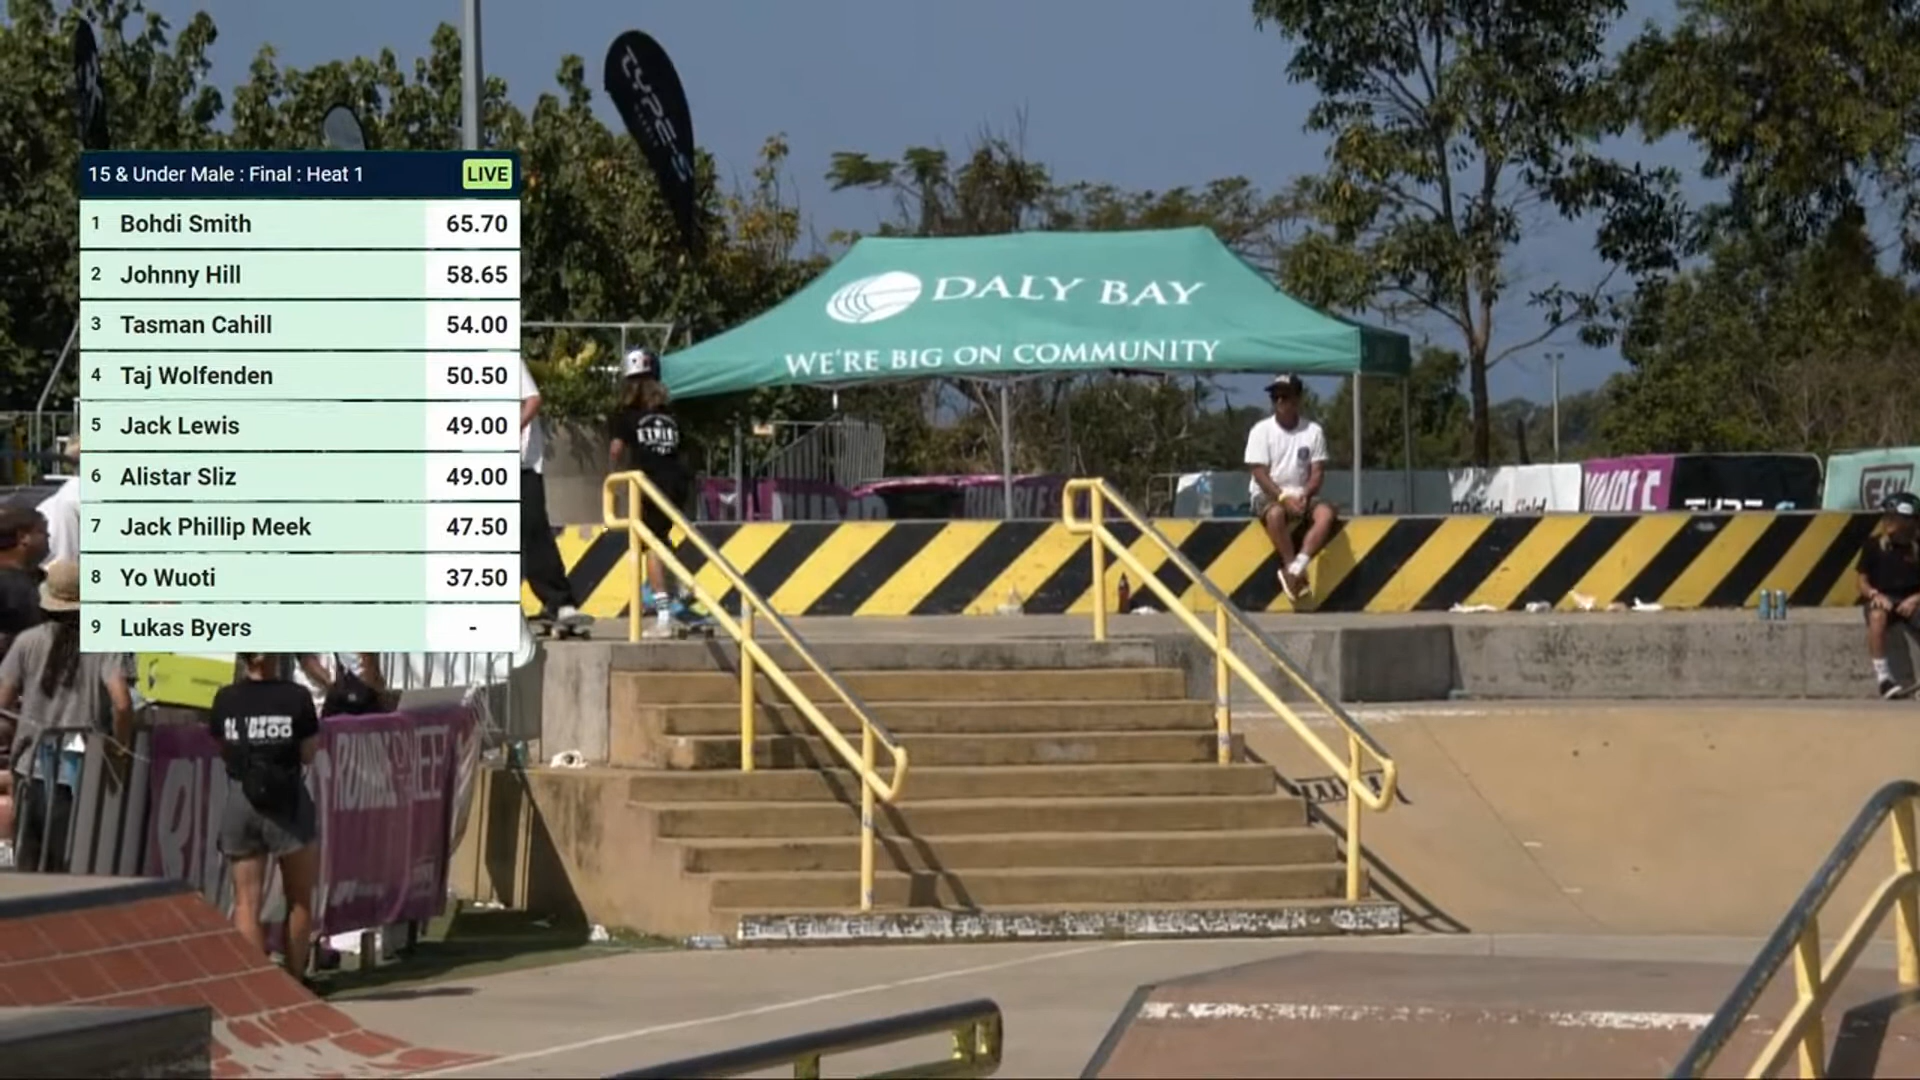 15 & Under Male : Final : Heat 1
LIVE
1 Bohdi Smith 65.70
2 Johnny Hill 58.65
3 Tasman Cahill 54.00
4 Taj Wolfenden 50.50
5 Jack Lewis 49.00
6 Alistar Sliz 49.00
7 Jack Phillip Meek 47.50
8 Yo Wuoti 37.50
9 Lukas Byers -
DALY BAY
WE'RE BIG ON COMMUNITY